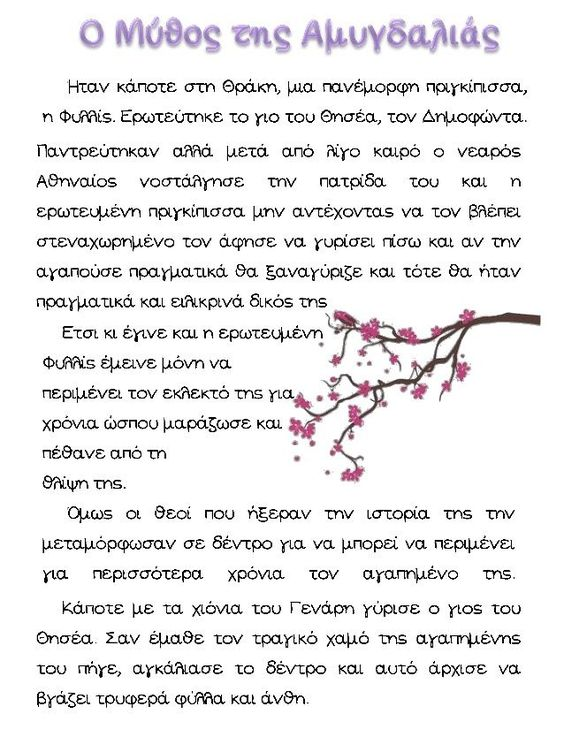 Ο Μύθος της Αμυγδαλιάς
Ήταν κάποτε στη Θράκη, μια πανέμορφη πριγκίπισσα,
η Φυλλίς. Ερωτεύτηκε το γιο του Θησέα, τον Δημοφώντα.
Παντρεύτηκαν αλλά μετά από λίγο καιρό ο νεαρός
Αθηναίος νοστάλγησε την πατρίδα του και η
ερωτευμένη πριγκίπισσα μην αντέχοντας να τον βλέπει
στεναχωρημένο τον άφησε να γυρίσει πίσω και αν την
αγαπούσε πραγματικά θα ξαναγύριζε και τότε θα ήταν
πραγματικά και ειλικρινά δικός της
Έτσι κι έγινε και η ερωτευμένη
Φυλλίς έμεινε μόνη να
περιμένει τον εκλεκτό της για
χρόνια ώσπου μαράζωσε και
πέθανε από τη
θλίψη της.
Όμως οι θεοί που ήξεραν την ιστορία της την
μεταμόρφωσαν σε δέντρο για να μπορεί να περιμένει
για περισσότερα χρόνια τον αγαπημένο της.
Κάποτε με τα χιόνια του Γενάρη γύρισε ο γιος του
Θησέα. Σαν έμαθε τον τραγικό χαμό της αγαπημένης
του πήγε, αγκάλιασε το δέντρο και αυτό άρχισε να
βγάζει τρυφερά φύλλα και άνθη.